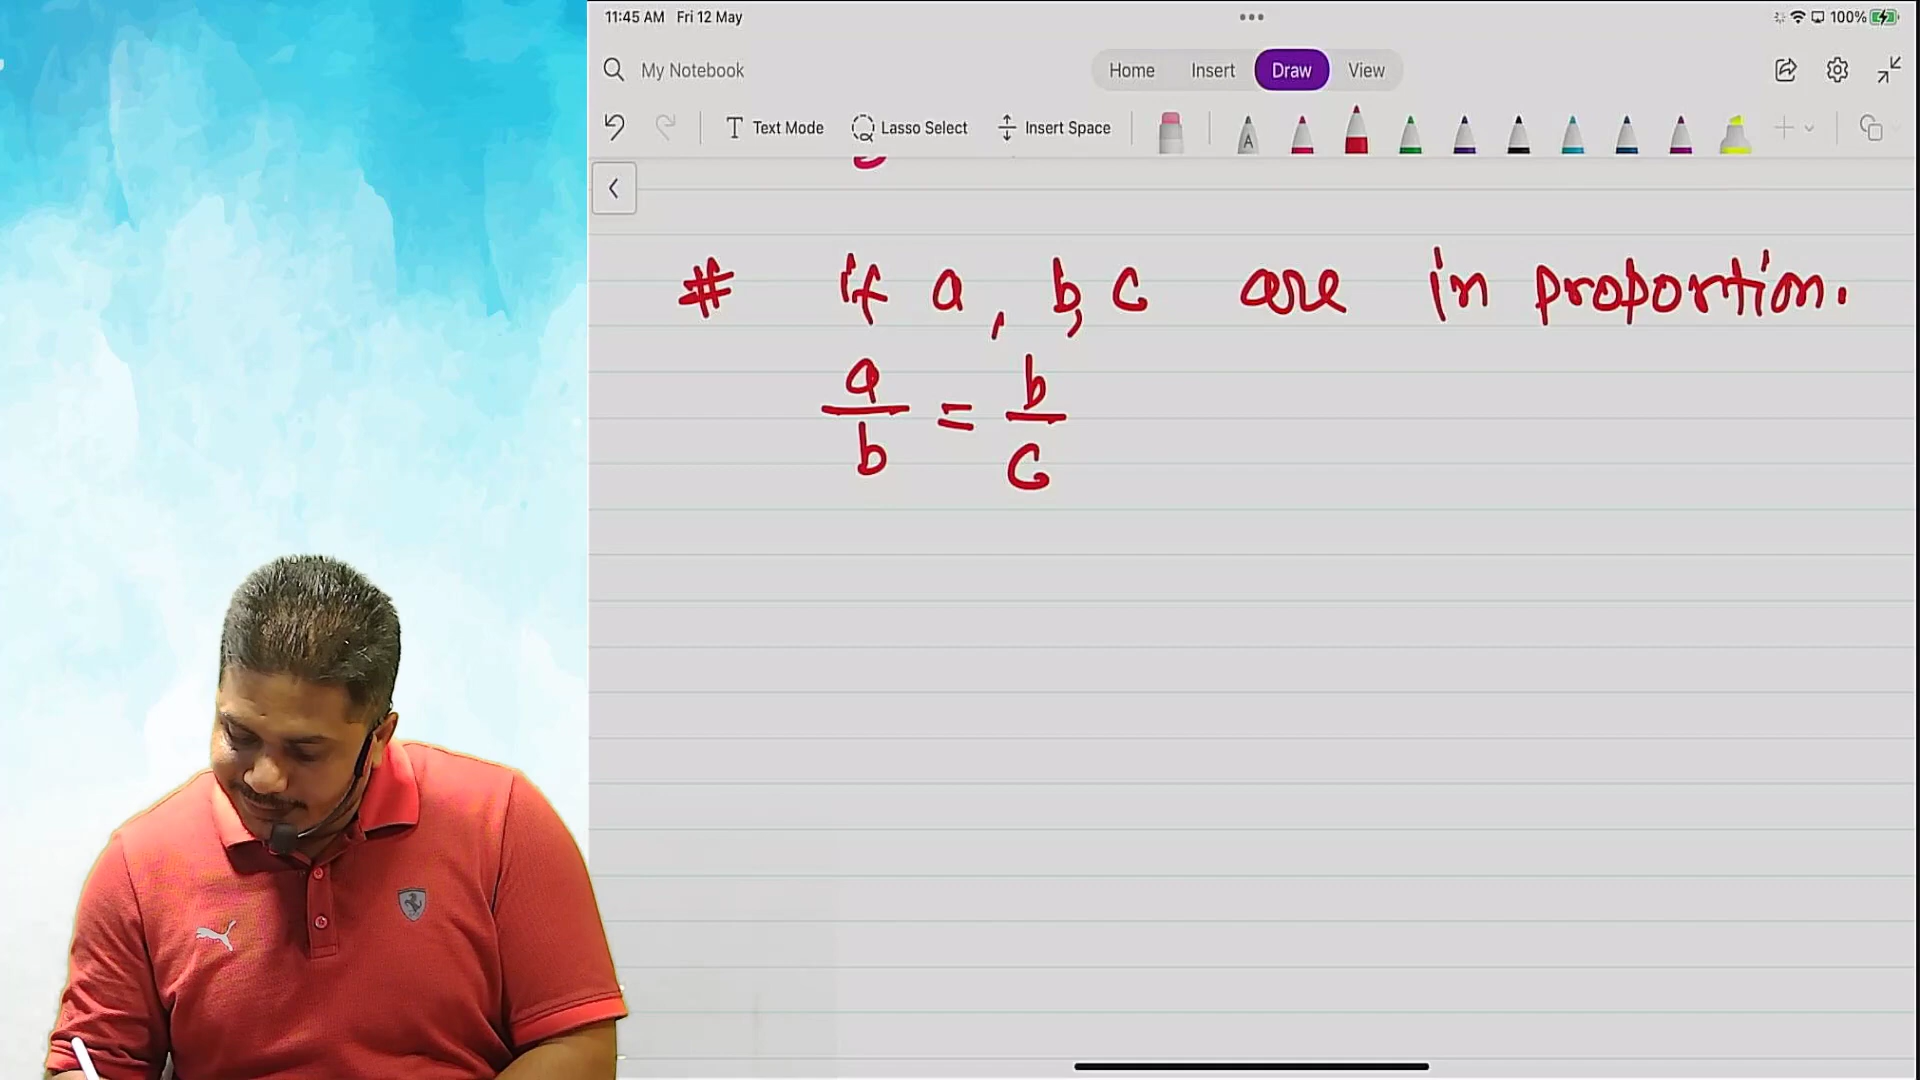 11:45 AM Fri 12 May 100%
My Notebook Home Insert Draw View
Text Mode Lasso Select Insert Space A
# if a, b, c are in proportion.
a/b = b/c